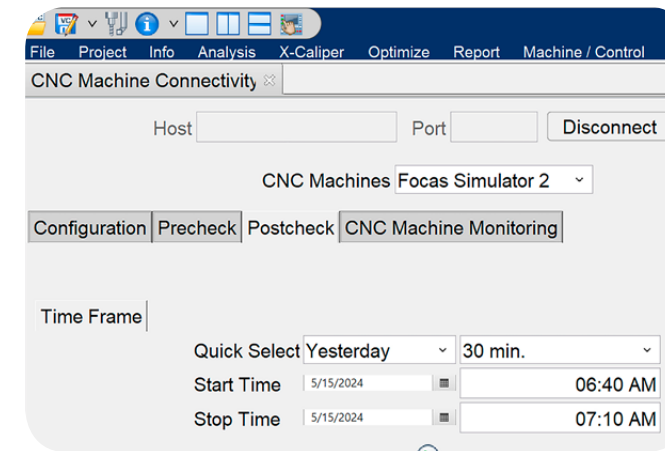 File Project Info Analysis X-Caliper Optimize Report Machine / Control
CNC Machine Connectivity
Host Port Disconnect
CNC Machines Focas Simulator 2
Configuration Precheck Postcheck CNC Machine Monitoring
Time Frame
Quick Select Yesterday 30 min.
Start Time 5/15/2024 06:40 AM
Stop Time 5/15/2024 07:10 AM